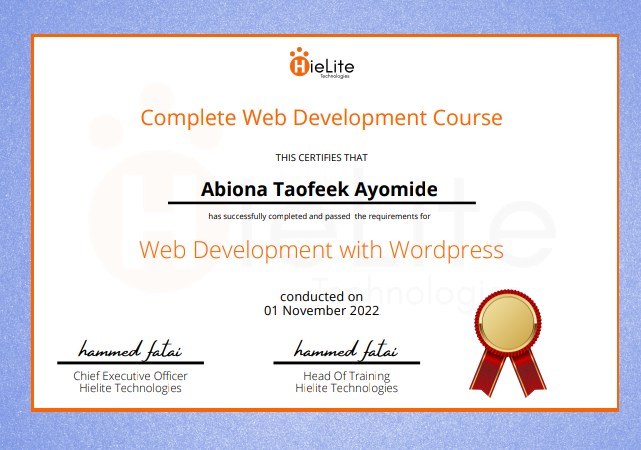 HieLite
Technologies
Complete Web Development Course
THIS CERTIFIES THAT
Abiona Taofeek Ayomide
has successfully completed and passed the requirements for
Web Development with Wordpress
conducted on
01 November 2022
hammed fatai
Chief Executive Officer
Hielite Technologies
hammed fatai
Head Of Training
Hielite Technologies
HieLite
Technologies